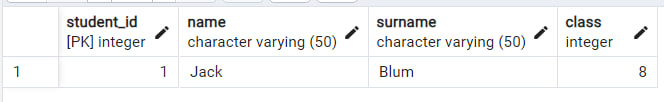 student_id name surname class
[PK] integer character varying (50) character varying (50) integer
1 1 Jack Blum 8